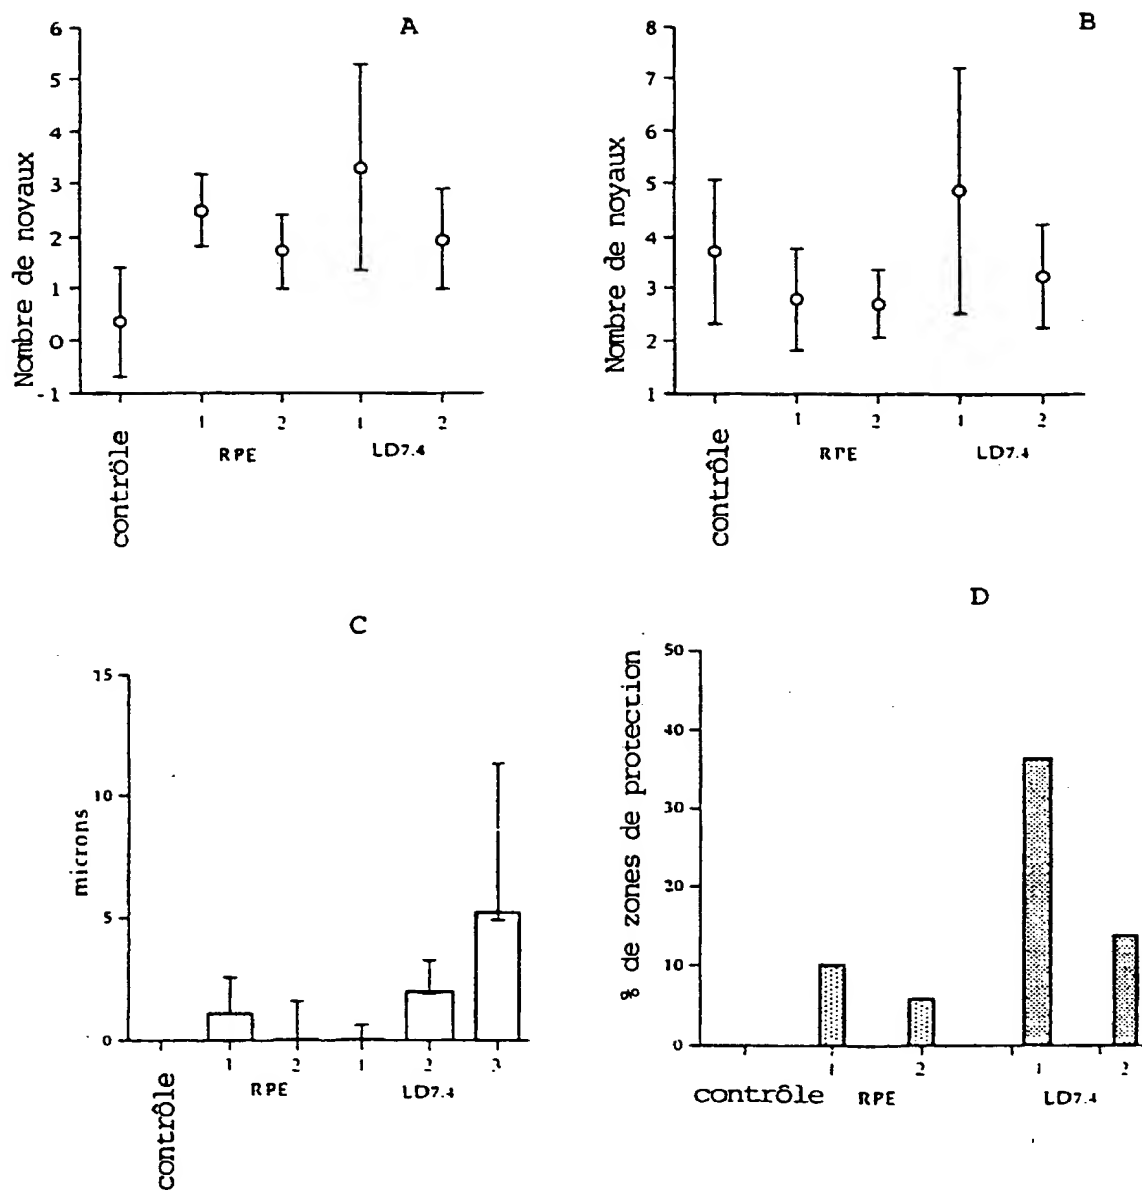 A
Nombre de noyaux
6
5
4
3
2
1
0
-1
contrôle
1 2 1 2
RPE LD7.4
B
Nombre de noyaux
8
7
6
5
4
3
2
1
contrôle
1 2 1 2
RPE LD7.4
C
microns
15
10
5
0
contrôle
1 2 1 2 3
RPE LD7.4
D
% de zones de protection
50
40
30
20
10
0
contrôle
1 2 1 2
RPE LD7.4